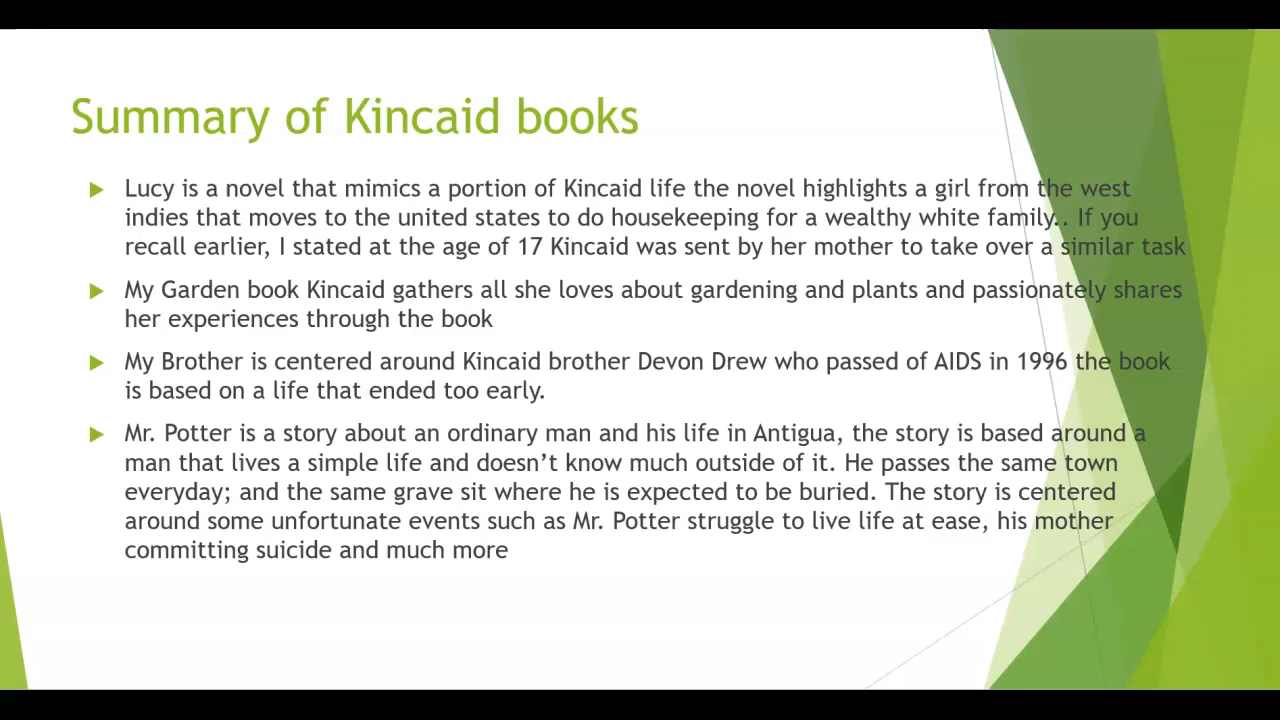 Summary of Kincaid books
Lucy is a novel that mimics a portion of Kincaid life the novel highlights a girl from the west
indies that moves to the united states to do housekeeping for a wealthy white family.. If you
recall earlier, I stated at the age of 17 Kincaid was sent by her mother to take over a similar task
My Garden book Kincaid gathers all she loves about gardening and plants and passionately shares
her experiences through the book
My Brother is centered around Kincaid brother Devon Drew who passed of AIDS in 1996 the book
is based on a life that ended too early.
Mr. Potter is a story about an ordinary man and his life in Antigua, the story is based around a
man that lives a simple life and doesn’t know much outside of it. He passes the same town
everyday; and the same grave sit where he is expected to be buried. The story is centered
around some unfortunate events such as Mr. Potter struggle to live life at ease, his mother
committing suicide and much more